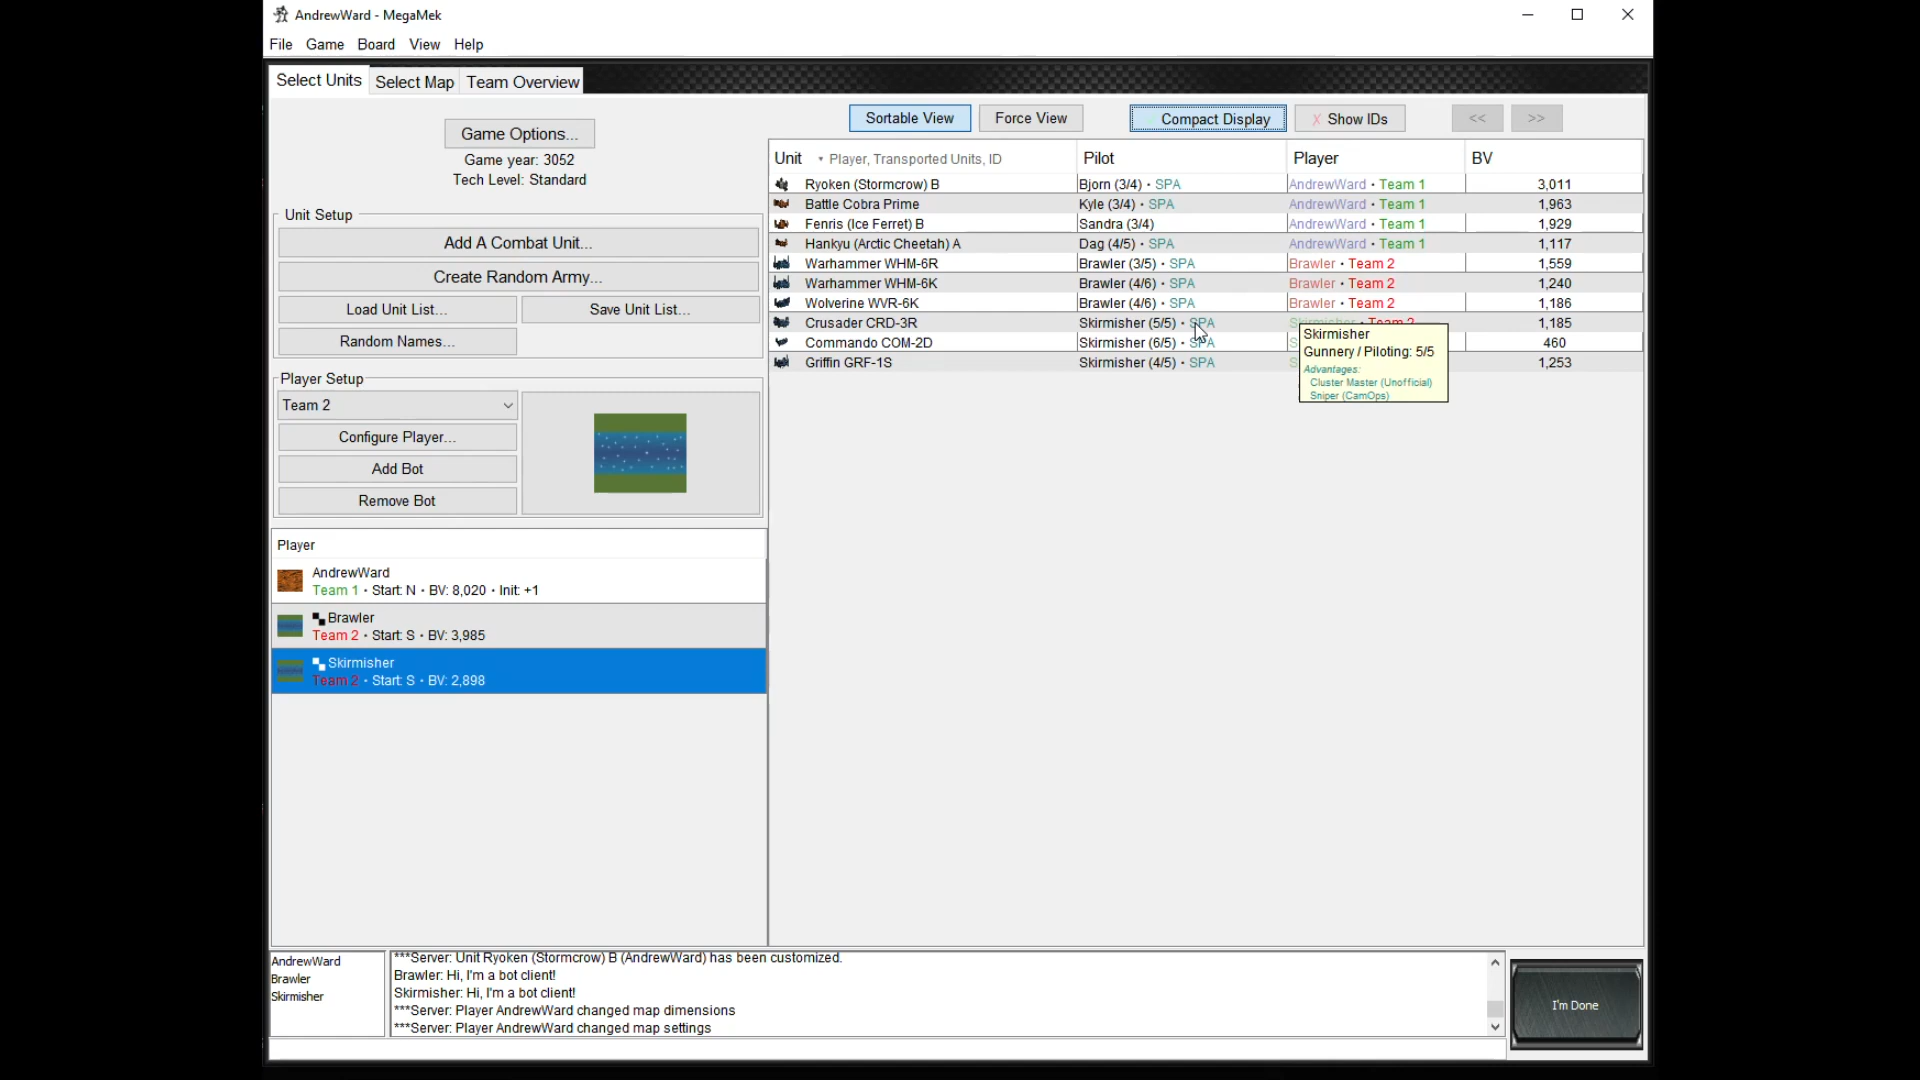 AndrewWard - MegaMek
File Game Board View Help
Select Units Select Map Team Overview
Game Options...
Game year: 3052
Tech Level: Standard
Unit Setup
Add A Combat Unit...
Create Random Army...
Load Unit List... Save Unit List...
Random Names...
Player Setup
Team 2
Configure Player...
Add Bot
Remove Bot
Player
AndrewWard
Team 1 • Start: N • BV: 8,020 • Init: +1
Brawler
Team 2 • Start: S • BV: 3,985
Skirmisher
Team 2 • Start: S • BV: 2,898
Sortable View Force View Compact Display X Show IDs << >>
Unit Player, Transported Units, ID Pilot Player BV
Ryoken (Stormcrow) B Bjorn (3/4) • SPA AndrewWard • Team 1 3,011
Battle Cobra Prime Kyle (3/4) • SPA AndrewWard • Team 1 1,963
Fenris (Ice Ferret) B Sandra (3/4) AndrewWard • Team 1 1,929
Hankyu (Arctic Cheetah) A Dag (4/5) • SPA AndrewWard • Team 1 1,117
Warhammer WHM-6R Brawler (3/5) • SPA Brawler • Team 2 1,559
Warhammer WHM-6K Brawler (4/6) • SPA Brawler • Team 2 1,240
Wolverine WVR-6K Brawler (4/6) • SPA Brawler • Team 2 1,186
Crusader CRD-3R Skirmisher (5/5) • SPA Skirmisher • Team 2 1,185
Commando COM-2D Skirmisher (6/5) • SPA S 460
Griffin GRF-1S Skirmisher (4/5) • SPA S 1,253
Skirmisher
Gunnery / Piloting: 5/5
Advantages:
Cluster Master (Unofficial)
Sniper (CamOps)
AndrewWard
Brawler
Skirmisher
***Server: Unit Ryoken (Stormcrow) B (AndrewWard) has been customized.
Brawler: Hi, I'm a bot client!
Skirmisher: Hi, I'm a bot client!
***Server: Player AndrewWard changed map dimensions
***Server: Player AndrewWard changed map settings
I'm Done